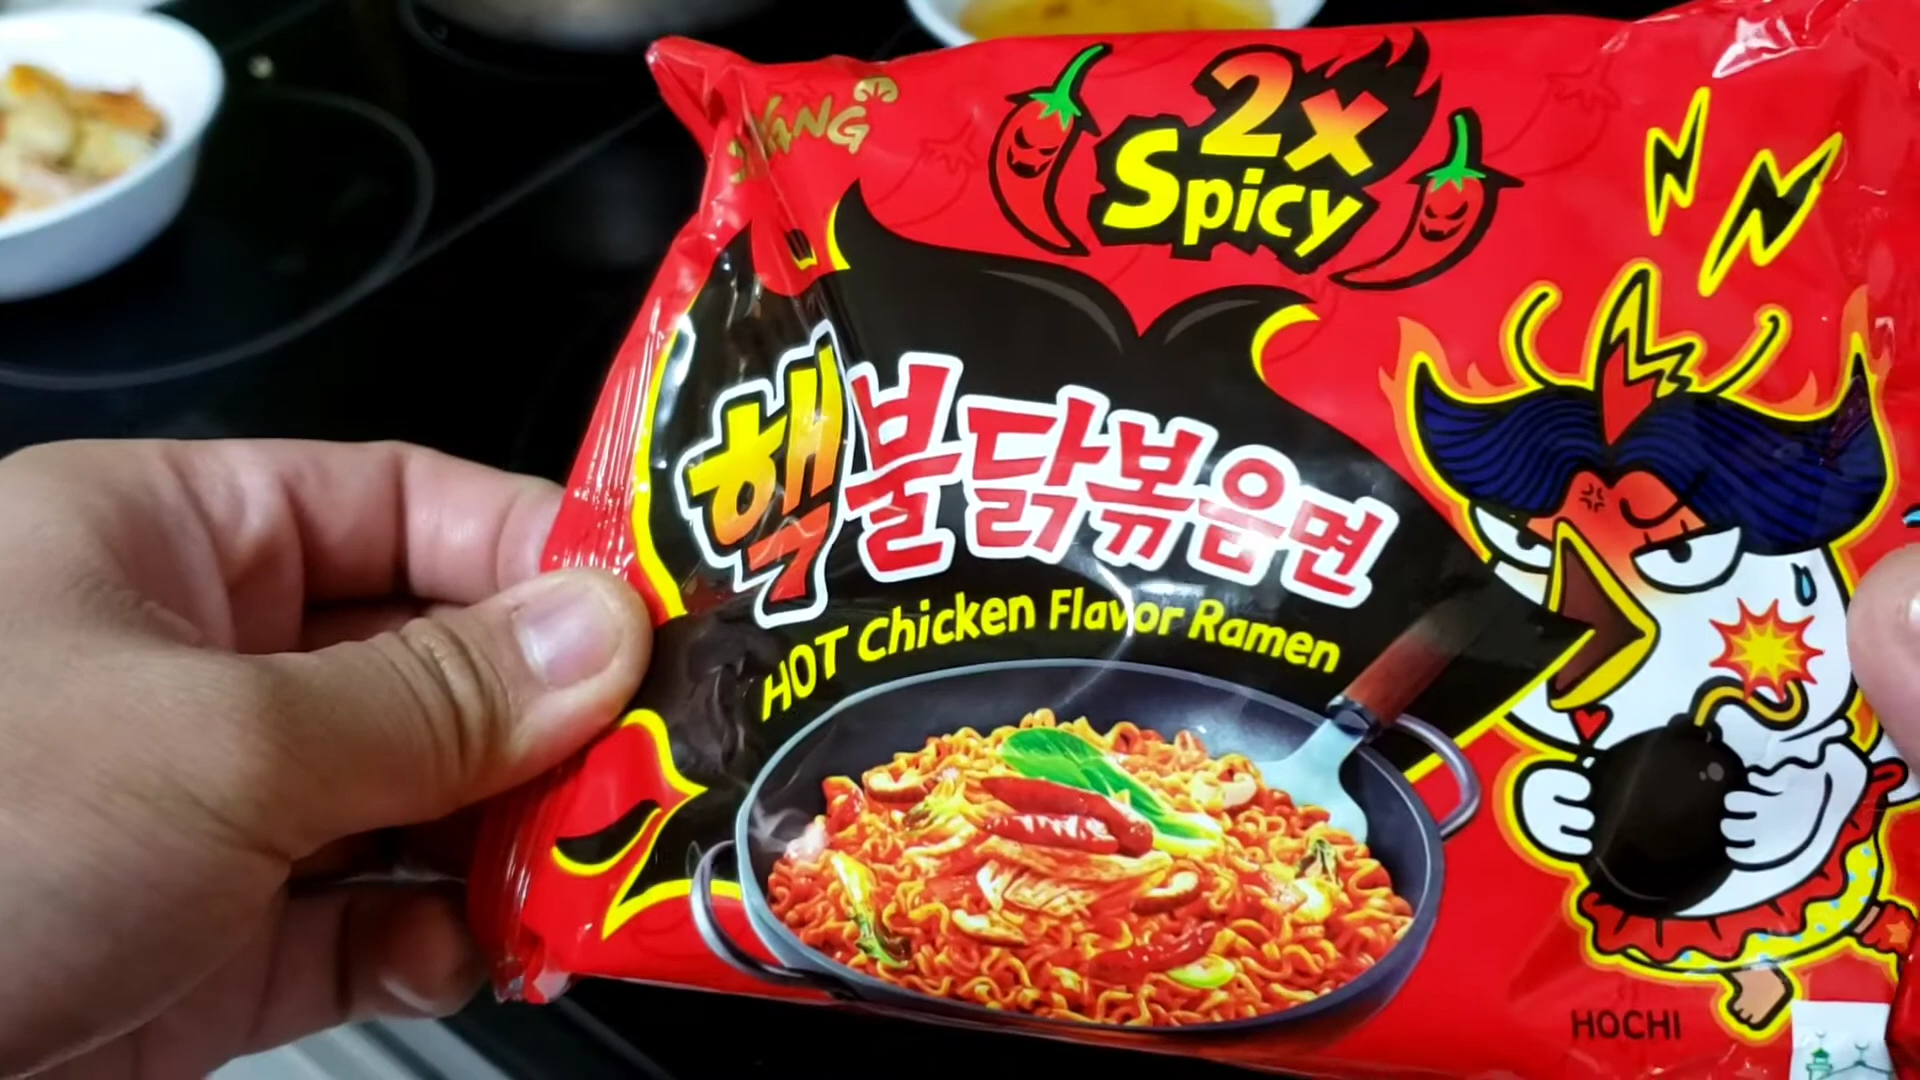 2x
Spicy
핵불닭볶음면
HOT Chicken Flavor Ramen
HOCHI